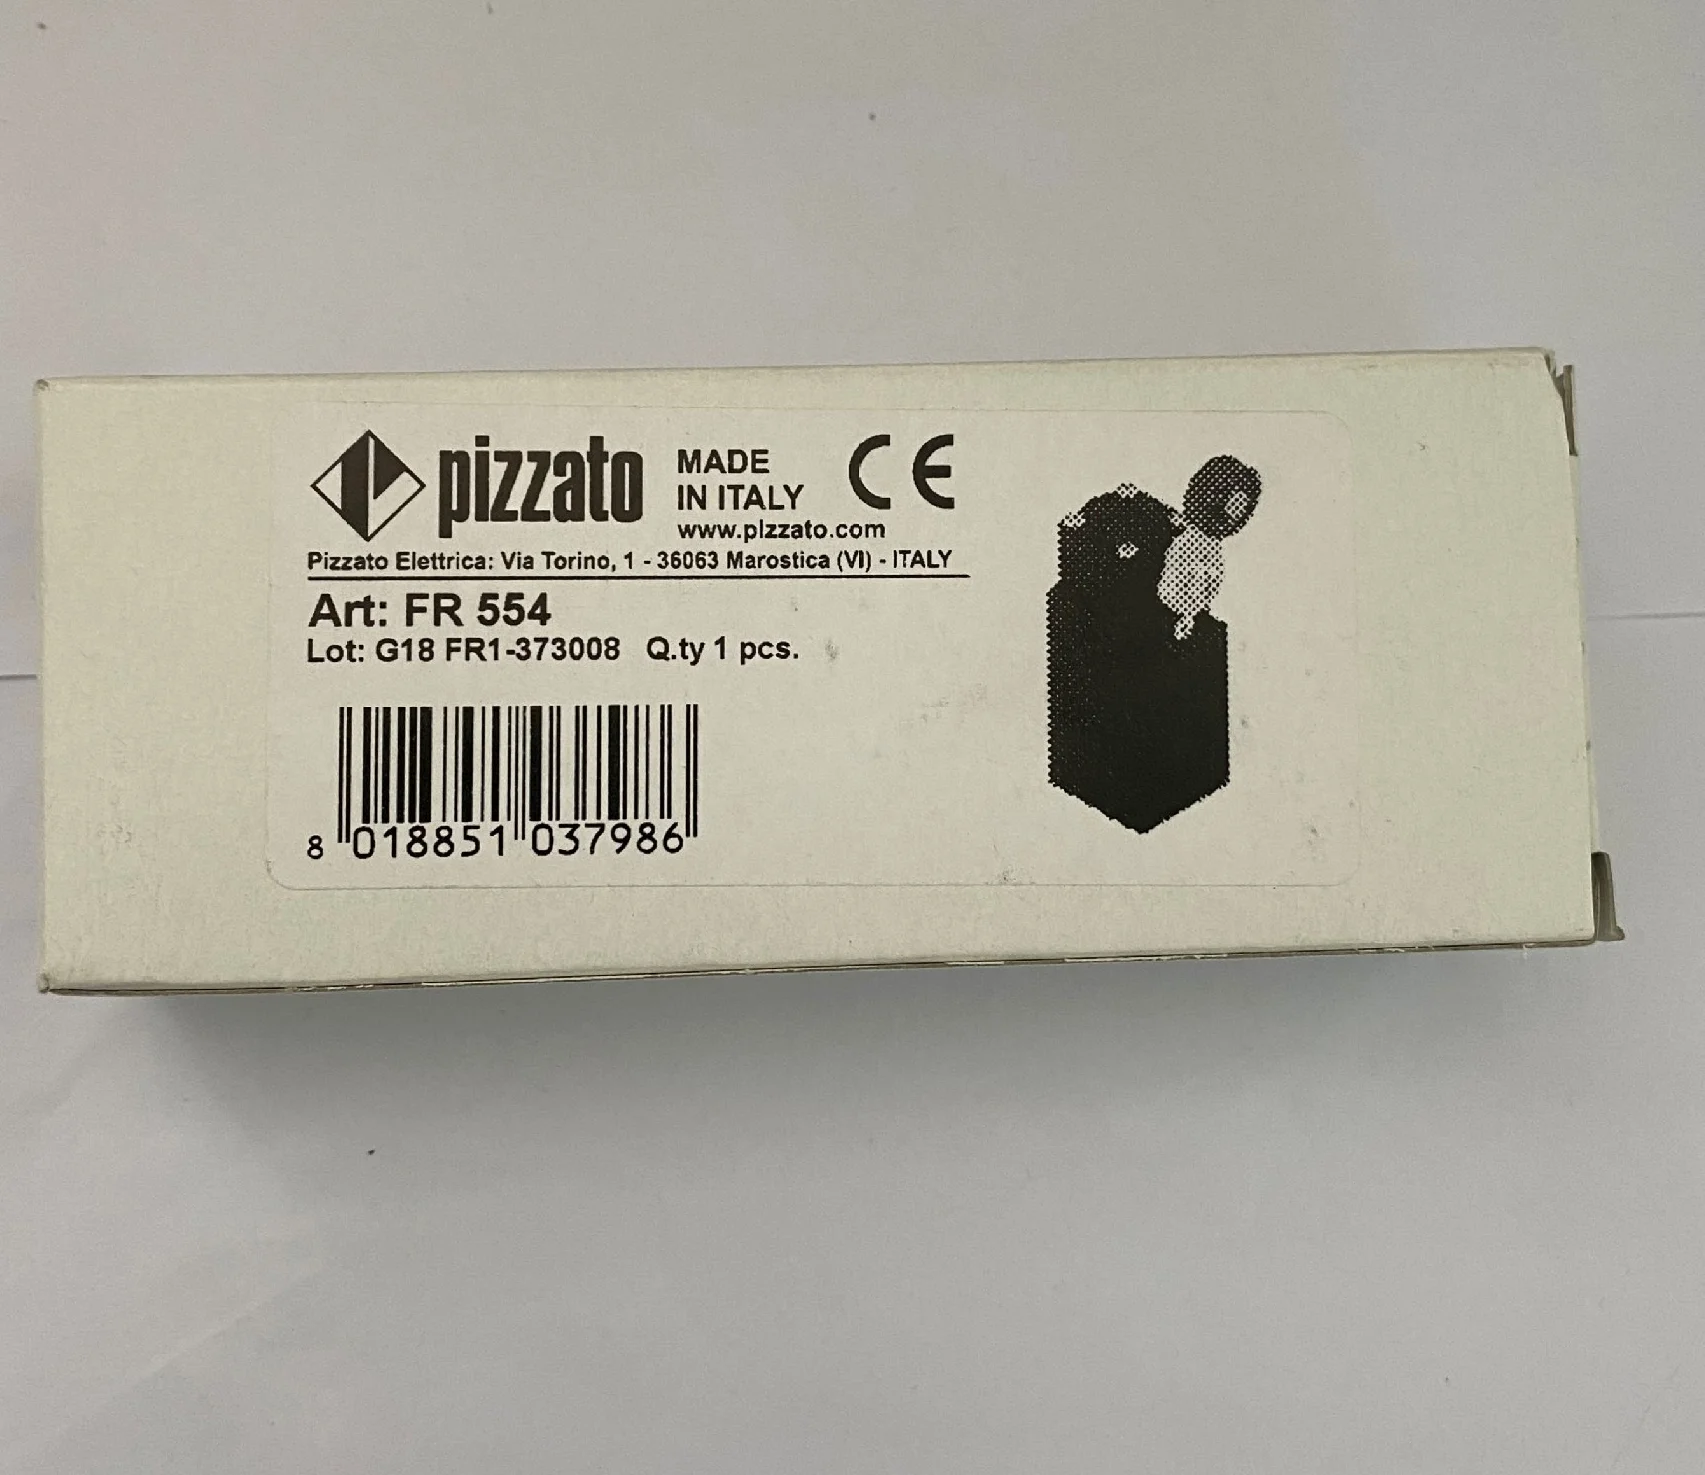 pizzato
MADE
IN ITALY
CE
www.pizzato.com
Pizzato Elettrica: Via Torino, 1 - 36063 Marostica (VI) - ITALY
Art: FR 554
Lot: G18 FR1-373008 Q.ty 1 pcs.
8 018851 037986